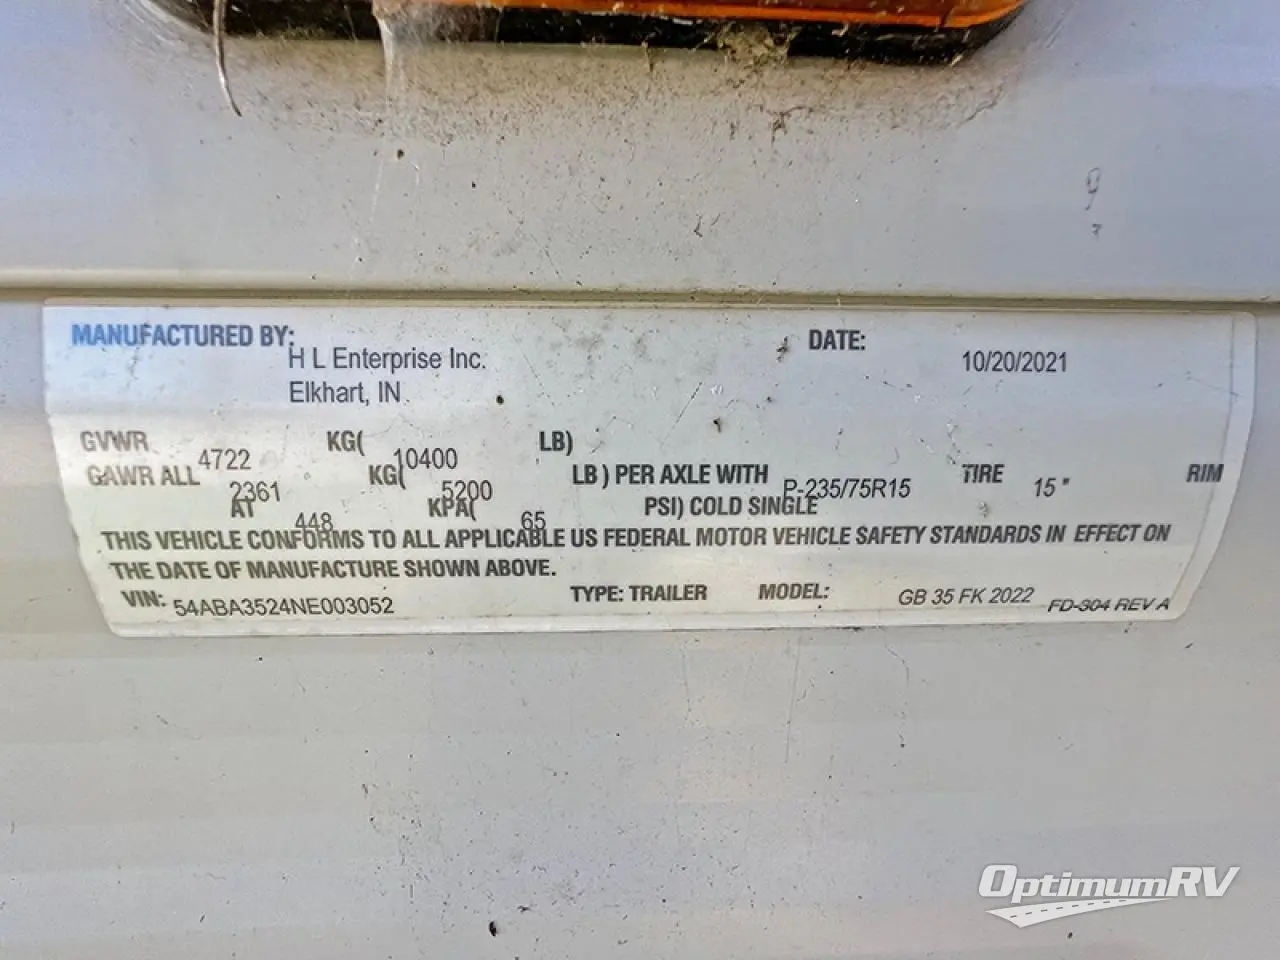 MANUFACTURED BY: DATE:
H L Enterprise Inc. 10/20/2021
Elkhart, IN
GVWR 4722 KG( 10400 LB)
GAWR ALL 2361 KG( 5200 LB ) PER AXLE WITH P-235/75R15 TIRE 15 " RIM
AT 448 KPA( 65 PSI) COLD SINGLE
THIS VEHICLE CONFORMS TO ALL APPLICABLE US FEDERAL MOTOR VEHICLE SAFETY STANDARDS IN EFFECT ON
THE DATE OF MANUFACTURE SHOWN ABOVE.
VIN: 54ABA3524NE003052 TYPE: TRAILER MODEL: GB 35 FK 2022 FD-304 REV A
OptimumRV